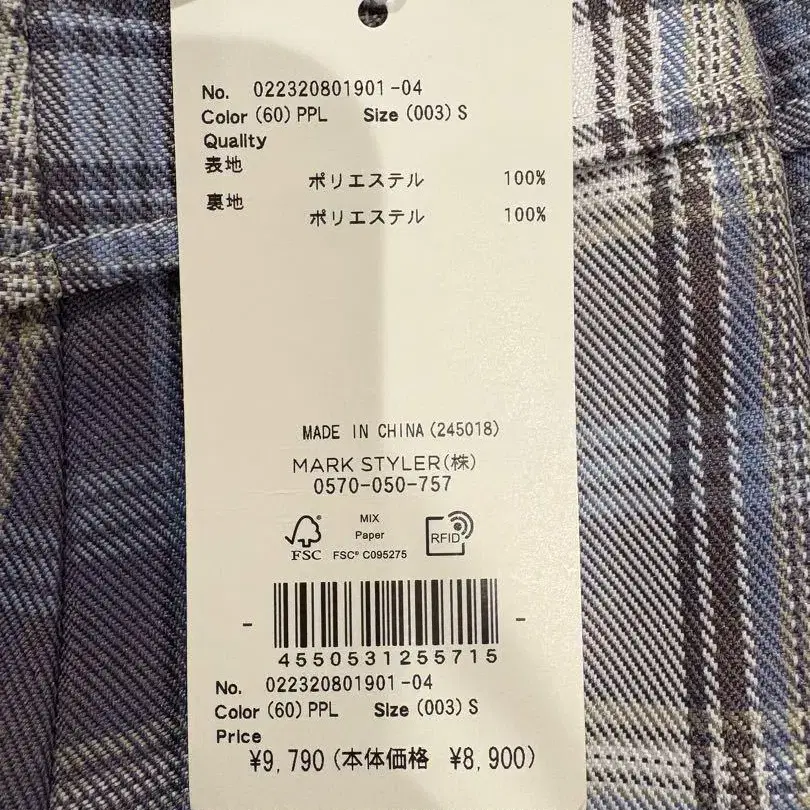 No. 022320801901-04
Color (60) PPL Size (003) S
Quality
表地
ポリエステル 100%
裏地
ポリエステル 100%
MADE IN CHINA (245018)
MARK STYLER(株)
0570-050-757
MIX
Paper
FSC® C095275
FSC
RFID
4550531255715
No. 022320801901-04
Color (60) PPL Size (003) S
Price
¥9,790 (本体価格 ¥8,900)